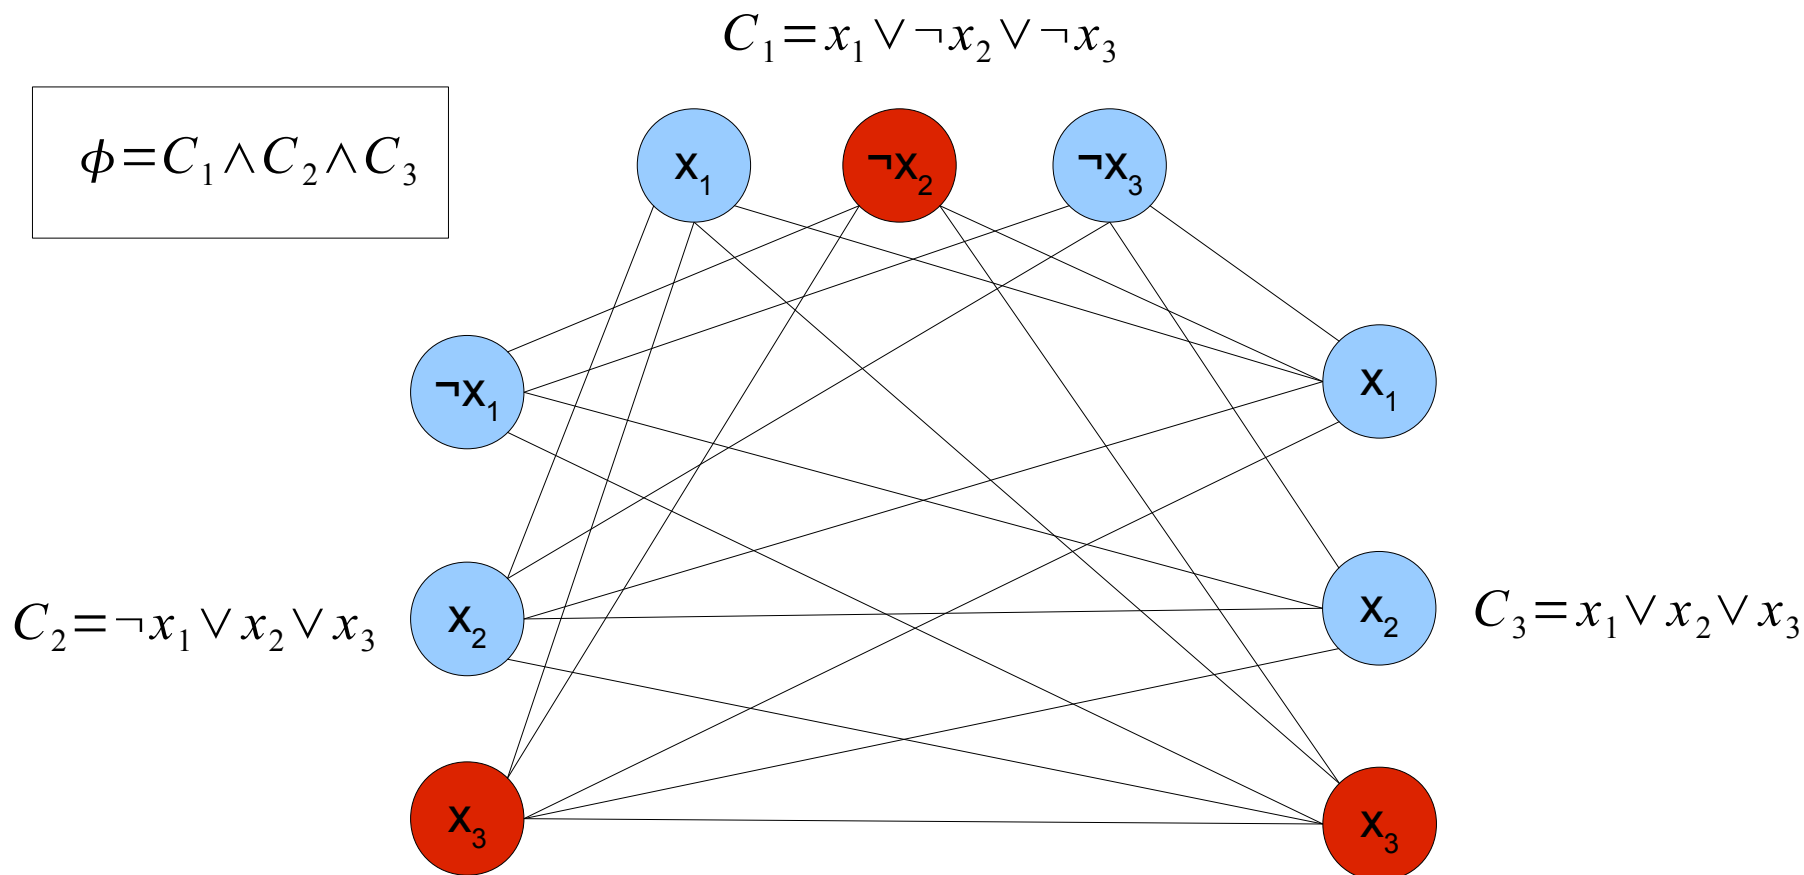 C₁=x₁∨¬x₂∨¬x₃
ϕ=C₁∧C₂∧C₃
x₁ ¬x₂ ¬x₃
¬x₁ x₁
x₂ x₂
C₂=¬x₁∨x₂∨x₃
C₃=x₁∨x₂∨x₃
x₃ x₃